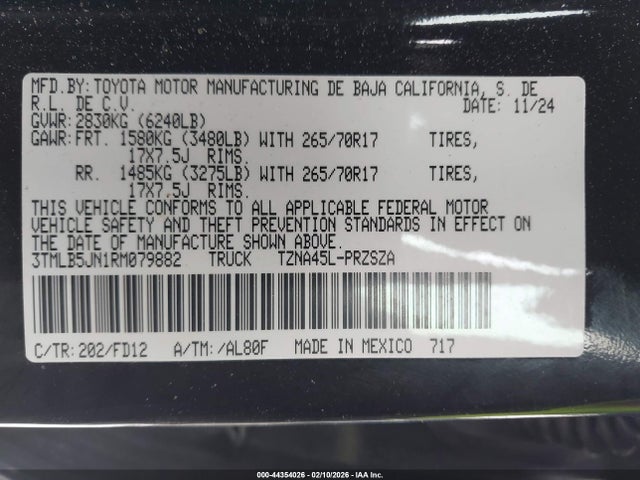 MFD.BY:TOYOTA MOTOR MANUFACTURING DE BAJA CALIFORNIA, S. DE
R.L. DE C.V. DATE: 11/24
GVWR:2830KG (6240LB)
GAWR:FRT. 1580KG (3480LB) WITH 265/70R17 TIRES,
17X7.5J RIMS.
RR. 1485KG (3275LB) WITH 265/70R17 TIRES,
17X7.5J RIMS.
THIS VEHICLE CONFORMS TO ALL APPLICABLE FEDERAL MOTOR
VEHICLE SAFETY AND THEFT PREVENTION STANDARDS IN EFFECT ON
THE DATE OF MANUFACTURE SHOWN ABOVE.
3TMLB5JN1RM079882 TRUCK TZNA45L-PRZSZA
C/TR:202/FD12 A/TM:/AL80F MADE IN MEXICO 717
000-44354026 - 02/10/2026 - IAA Inc.